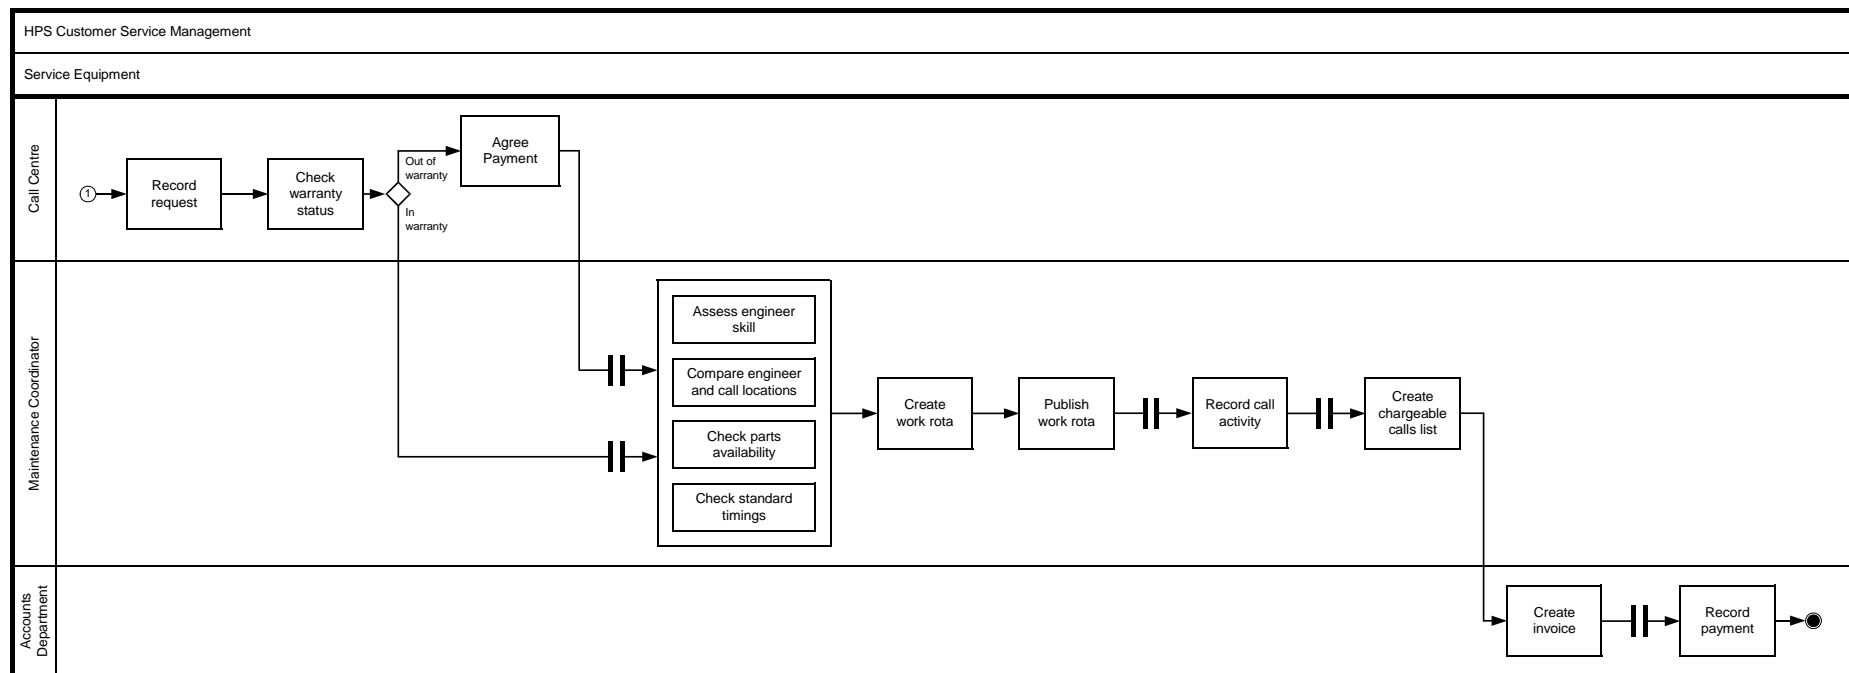 HPS Customer Service Management
Service Equipment
Call Centre
1
Record
request
Check
warranty
status
Out of
warranty
In
warranty
Agree
Payment
Maintenance Coordinator
Assess engineer
skill
Compare engineer
and call locations
Check parts
availability
Check standard
timings
Create
work rota
Publish
work rota
Record call
activity
Create
chargeable
calls list
Accounts
Department
Create
invoice
Record
payment